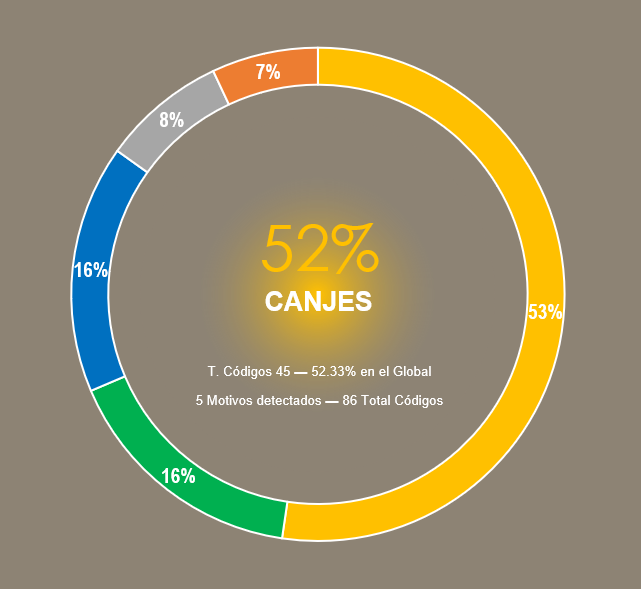 7%
8%
52%
16%
CANJES
53%
T. Códigos 45 — 52.33% en el Global
5 Motivos detectados — 86 Total Códigos
16%